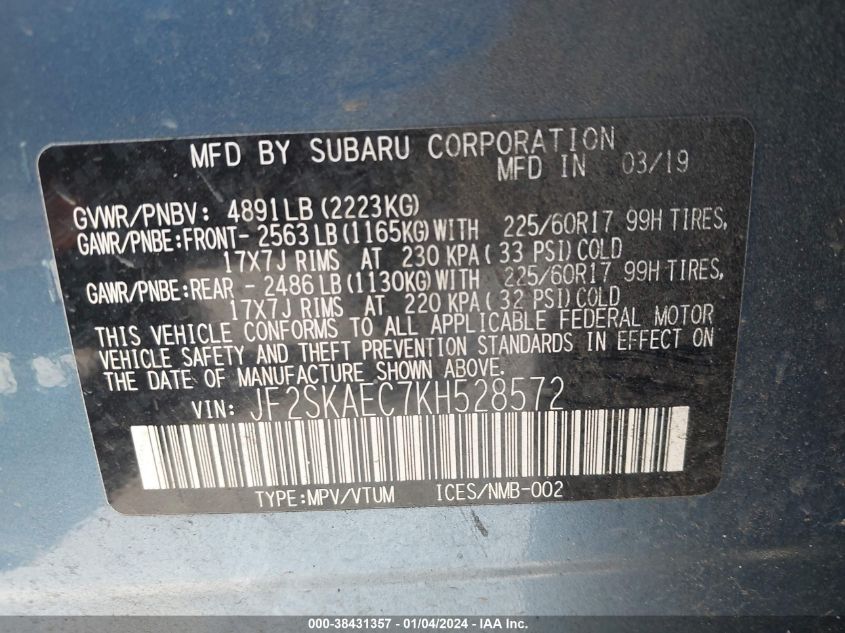 MFD BY SUBARU CORPORATION
MFD IN 03/19
GVWR/PNBV: 4891LB (2223KG)
GAWR/PNBE:FRONT- 2563LB(1165KG)WITH 225/60R17 99H TIRES,
17X7J RIMS AT 230 KPA(33 PSI)COLD
GAWR/PNBE:REAR - 2486LB(1130KG)WITH 225/60R17 99H TIRES,
17X7J RIMS AT 220 KPA(32 PSI)COLD
THIS VEHICLE CONFORMS TO ALL APPLICABLE FEDERAL MOTOR
VEHICLE SAFETY AND THEFT PREVENTION STANDARDS IN EFFECT ON
THE DATE OF MANUFACTURE SHOWN ABOVE.
VIN: JF2SKAEC7KH528572
TYPE:MPV/VTUM ICES/NMB-002
000-38431357 - 01/04/2024 - IAA Inc.